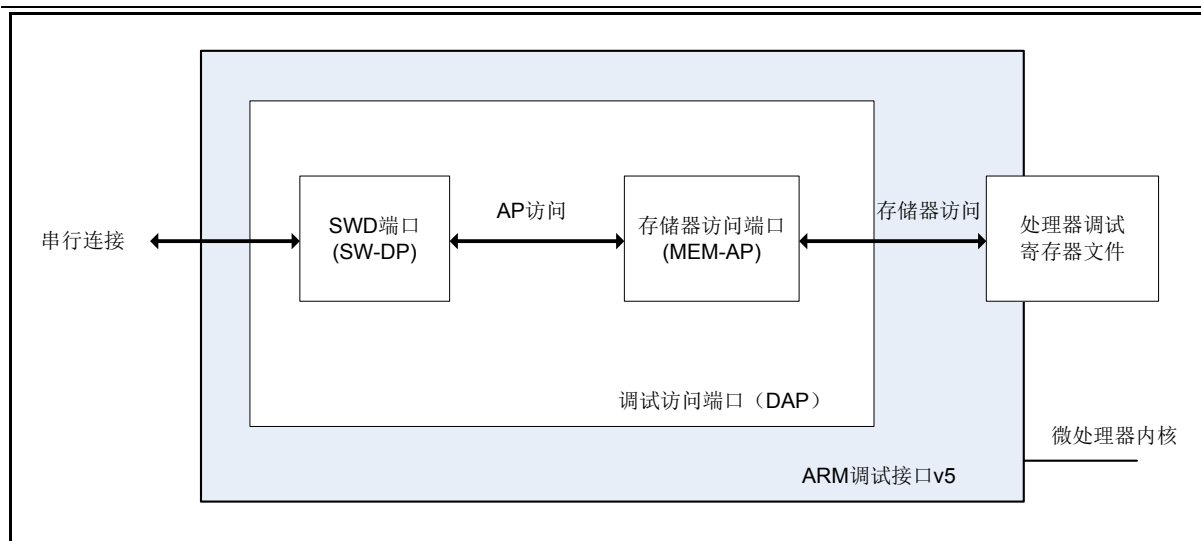 串行连接
SWD端口
(SW-DP)
AP访问
存储器访问端口
(MEM-AP)
存储器访问
处理器调试
寄存器文件
调试访问端口（DAP）
微处理器内核
ARM调试接口v5